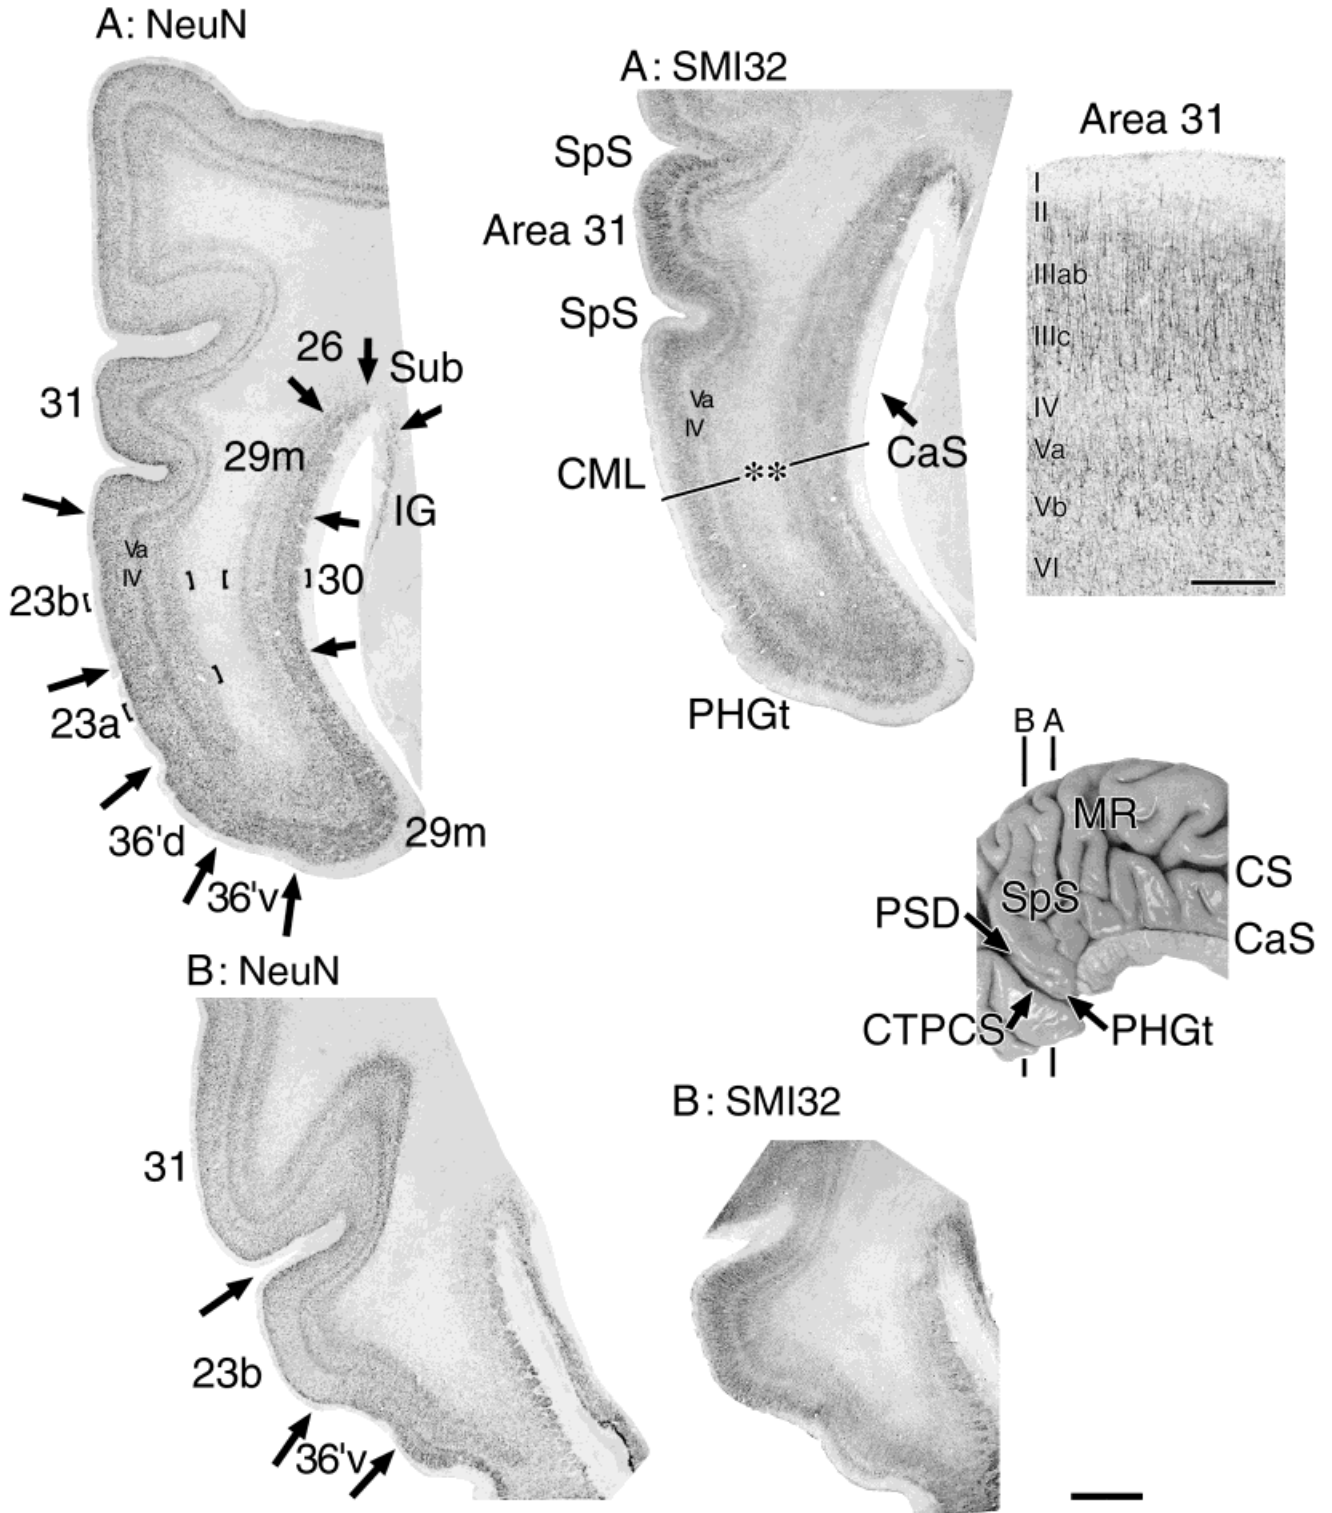 A: NeuN
A: SMI32
Area 31
SpS
Area 31
SpS
I
II
IIIab
IIIc
IV
Va
Vb
VI
26
Sub
31
29m
IG
Va
IV
CML
**
CaS
Va
IV
23b
30
23a
PHGt
36'd
29m
36'v
B A
MR
CS
SpS
PSD
CaS
CTPCS
PHGt
B: NeuN
B: SMI32
31
23b
36'v